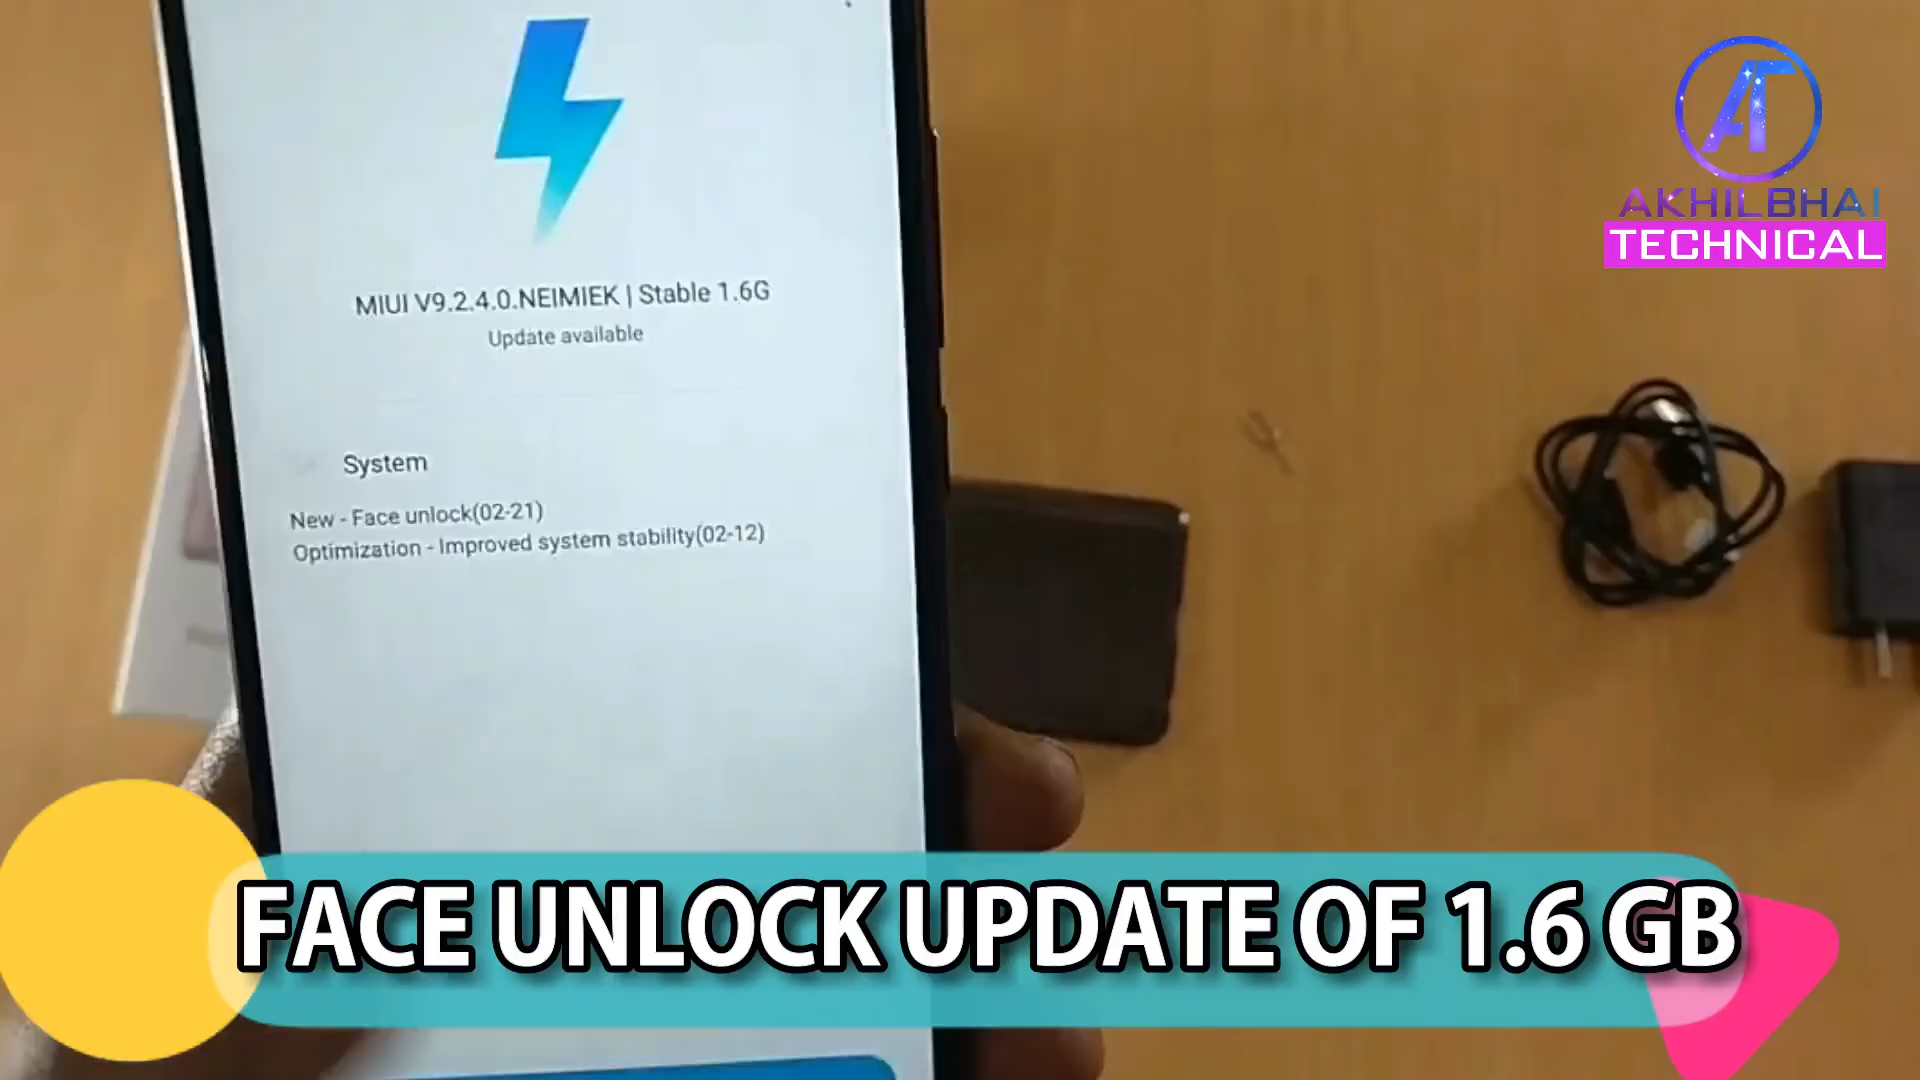 AT
AKHILBHAI
TECHNICAL
MIUI V9.2.4.0.NEIMIEK | Stable 1.6G
Update available
System
New - Face unlock(02-21)
Optimization - Improved system stability(02-12)
FACE UNLOCK UPDATE OF 1.6 GB